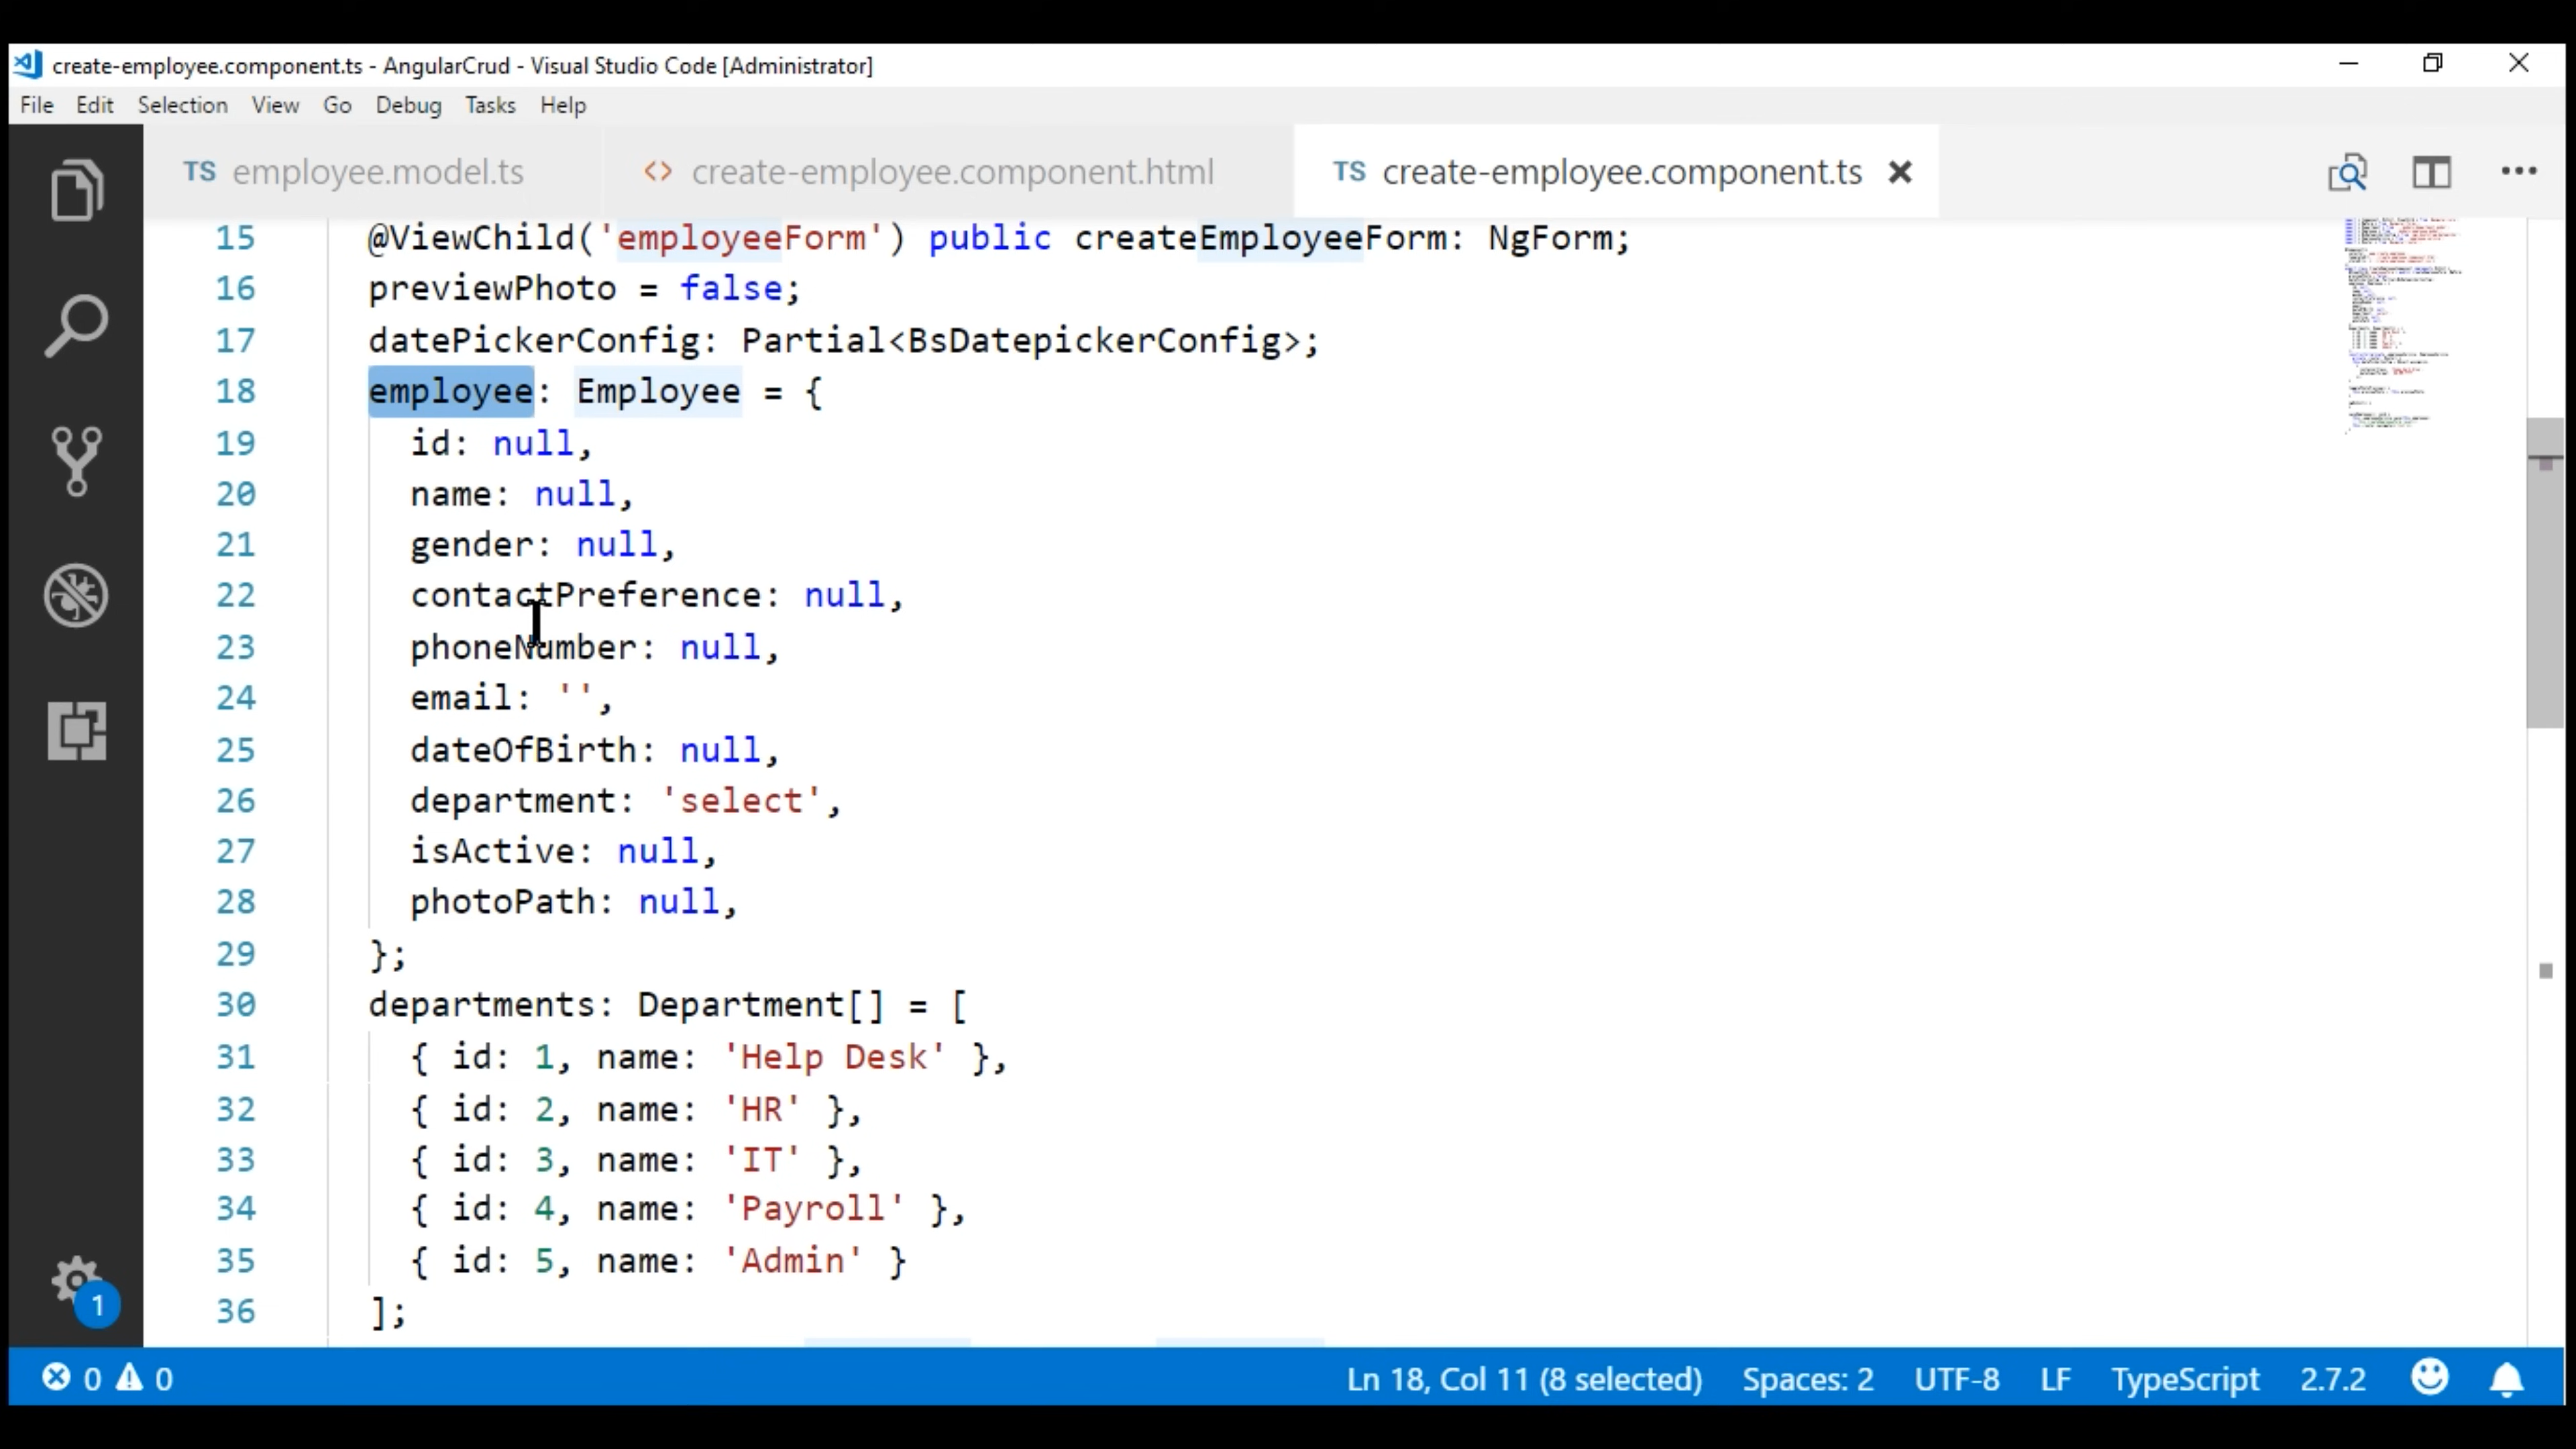 create-employee.component.ts - AngularCrud - Visual Studio Code [Administrator]
File Edit Selection View Go Debug Tasks Help
TS employee.model.ts <> create-employee.component.html TS create-employee.component.ts
15 @ViewChild('employeeForm') public createEmployeeForm: NgForm;
16 previewPhoto = false;
17 datePickerConfig: Partial<BsDatepickerConfig>;
18 employee: Employee = {
19 id: null,
20 name: null,
21 gender: null,
22 contactPreference: null,
23 phoneNumber: null,
24 email: '',
25 dateOfBirth: null,
26 department: 'select',
27 isActive: null,
28 photoPath: null,
29 };
30 departments: Department[] = [
31 { id: 1, name: 'Help Desk' },
32 { id: 2, name: 'HR' },
33 { id: 3, name: 'IT' },
34 { id: 4, name: 'Payroll' },
35 { id: 5, name: 'Admin' }
36 ];
1
0 0 Ln 18, Col 11 (8 selected) Spaces: 2 UTF-8 LF TypeScript 2.7.2